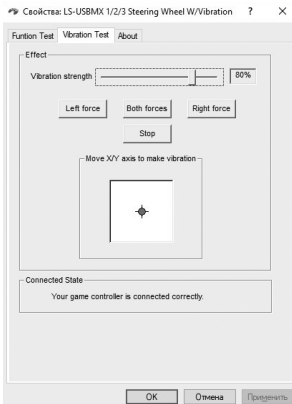 Свойства: LS-USBMX 1/2/3 Steering Wheel W/Vibration ? ×
Funtion Test Vibration Test About
Effect
Vibration strength 80%
Left force Both forces Right force
Stop
Move X/Y axis to make vibration
Connected State
Your game controller is connected correctly.
OK Отмена Применить